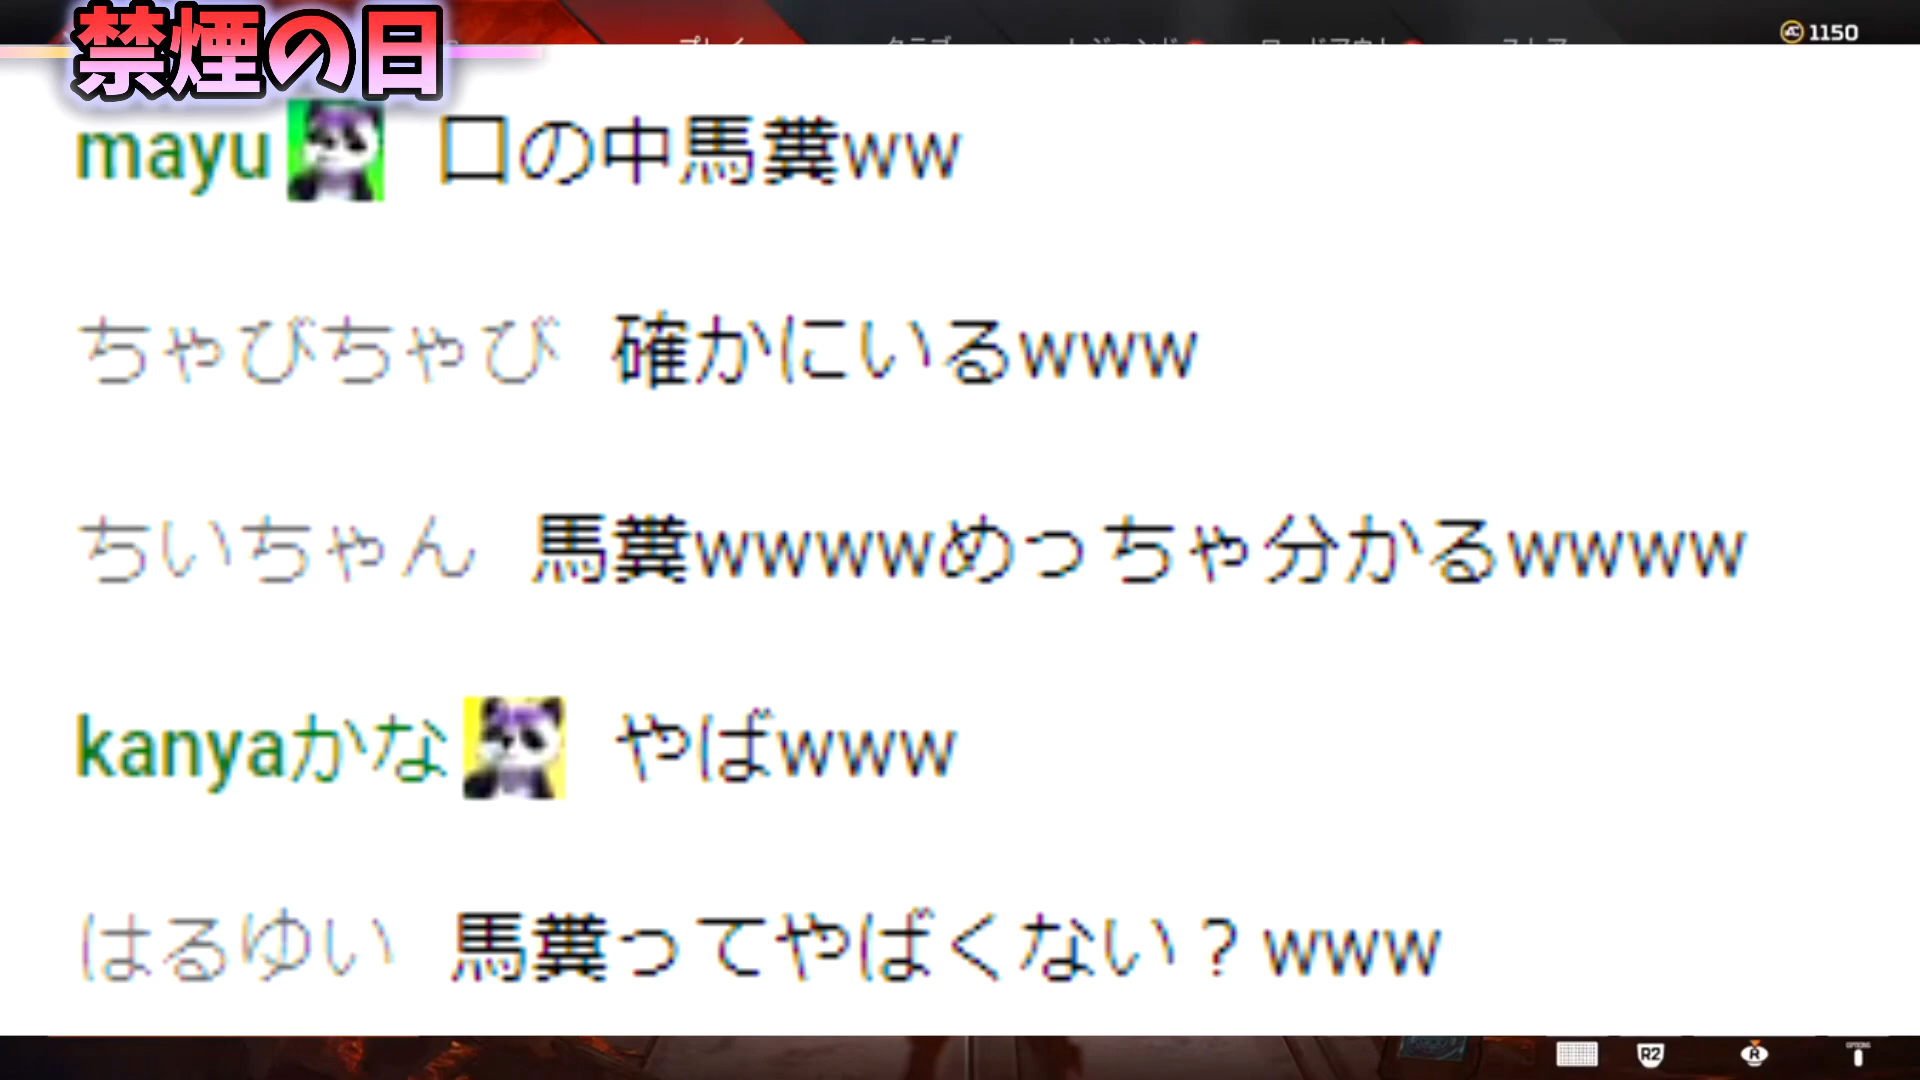 禁煙の日
1150
mayu 口の中馬糞ww
ちゃびちゃび 確かにいるwww
ちいちゃん 馬糞wwwwめっちゃ分かるwwww
kanyaかな やばwww
はるゆい 馬糞ってやばくない？www
R2
R
OPTIONS